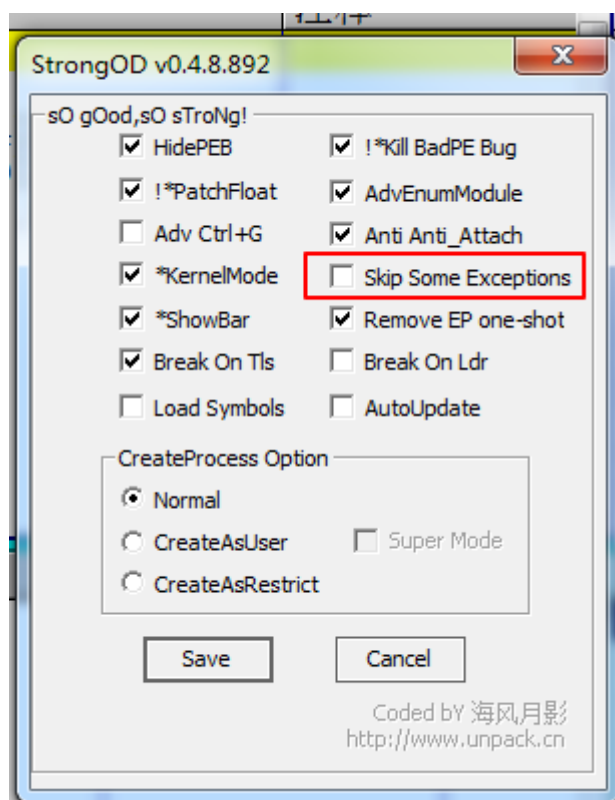 注释
StrongOD v0.4.8.892
sO gOod,sO sTroNg!
HidePEB
!*Kill BadPE Bug
!*PatchFloat
AdvEnumModule
Adv Ctrl+G
Anti Anti_Attach
*KernelMode
Skip Some Exceptions
*ShowBar
Remove EP one-shot
Break On Tls
Break On Ldr
Load Symbols
AutoUpdate
CreateProcess Option
Normal
CreateAsUser
Super Mode
CreateAsRestrict
Save
Cancel
Coded bY 海风月影
http://www.unpack.cn